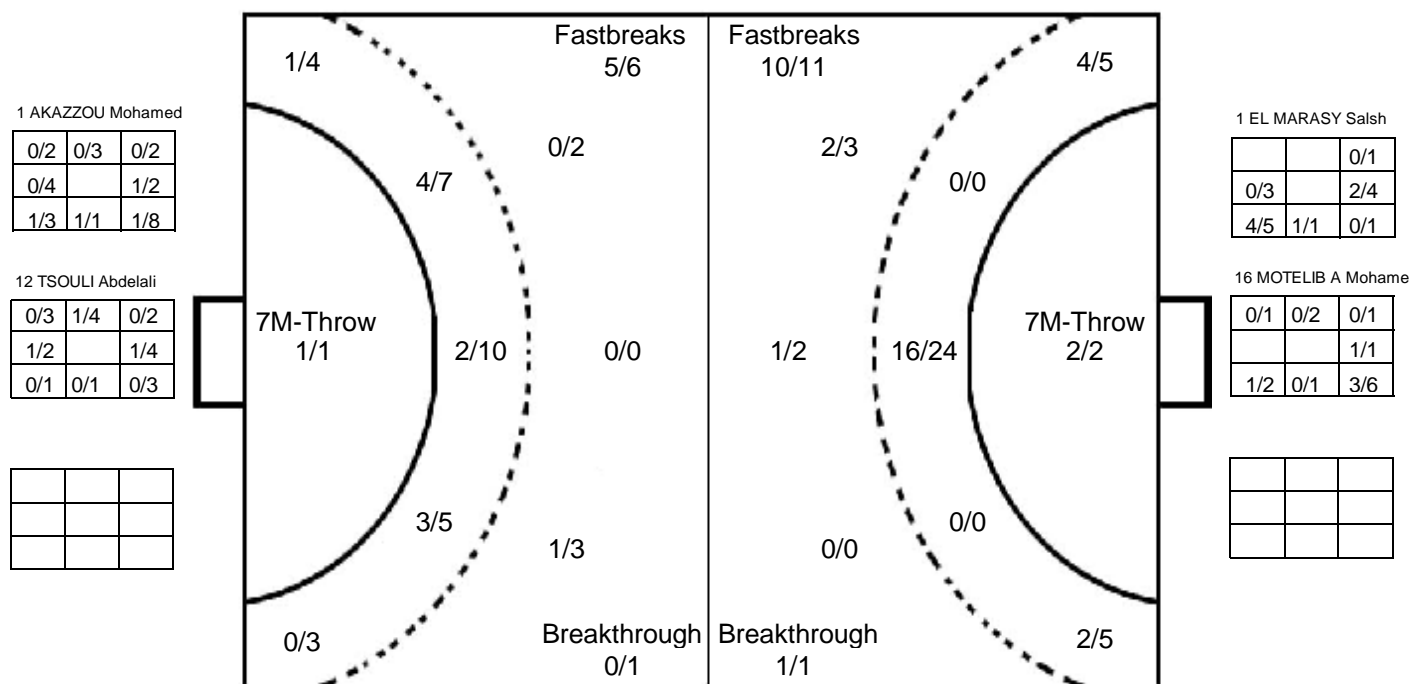 Fastbreaks Fastbreaks
1/4 5/6 10/11 4/5
1 AKAZZOU Mohamed
0/2 0/3 0/2
0/4 1/2
1/3 1/1 1/8
0/2 2/3
4/7 0/0
1 EL MARASY Salsh
0/1
0/3 2/4
4/5 1/1 0/1
12 TSOULI Abdelali
0/3 1/4 0/2
1/2 1/4
0/1 0/1 0/3
7M-Throw 7M-Throw
1/1 2/10 0/0 1/2 16/24 2/2
16 MOTELIB A Mohame
0/1 0/2 0/1
1/1
1/2 0/1 3/6
3/5 0/0
1/3 0/0
0/3 Breakthrough Breakthrough 2/5
0/1 1/1